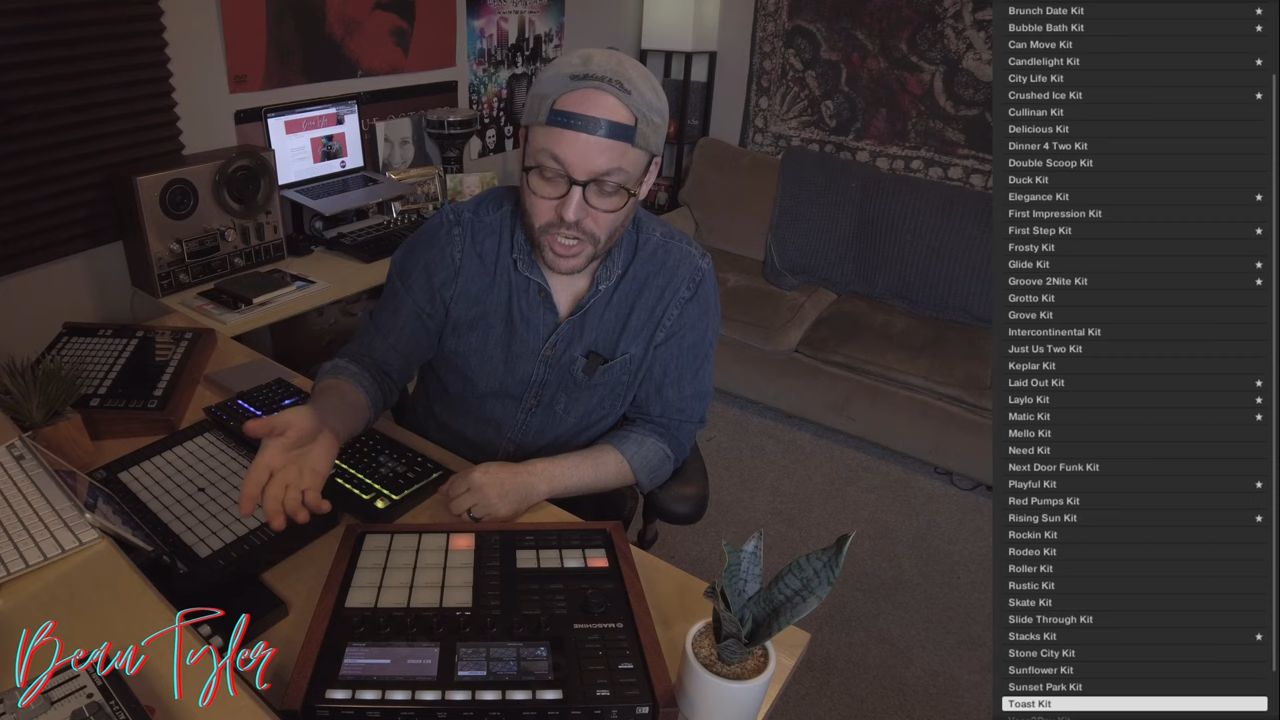 Brunch Date Kit
Bubble Bath Kit
Can Move Kit
Candlelight Kit
City Life Kit
Crushed Ice Kit
Cullinan Kit
Delicious Kit
Dinner 4 Two Kit
Double Scoop Kit
Duck Kit
Elegance Kit
First Impression Kit
First Step Kit
Frosty Kit
Glide Kit
Groove 2Nite Kit
Grotto Kit
Grove Kit
Intercontinental Kit
Just Us Two Kit
Keplar Kit
Laid Out Kit
Laylo Kit
Matic Kit
Mello Kit
Need Kit
Next Door Funk Kit
Playful Kit
Red Pumps Kit
Rising Sun Kit
Rockin Kit
Rodeo Kit
Roller Kit
Rustic Kit
Skate Kit
Slide Through Kit
Stacks Kit
Stone City Kit
Sunflower Kit
Sunset Park Kit
Toast Kit
MASCHINE
Beau Tyler